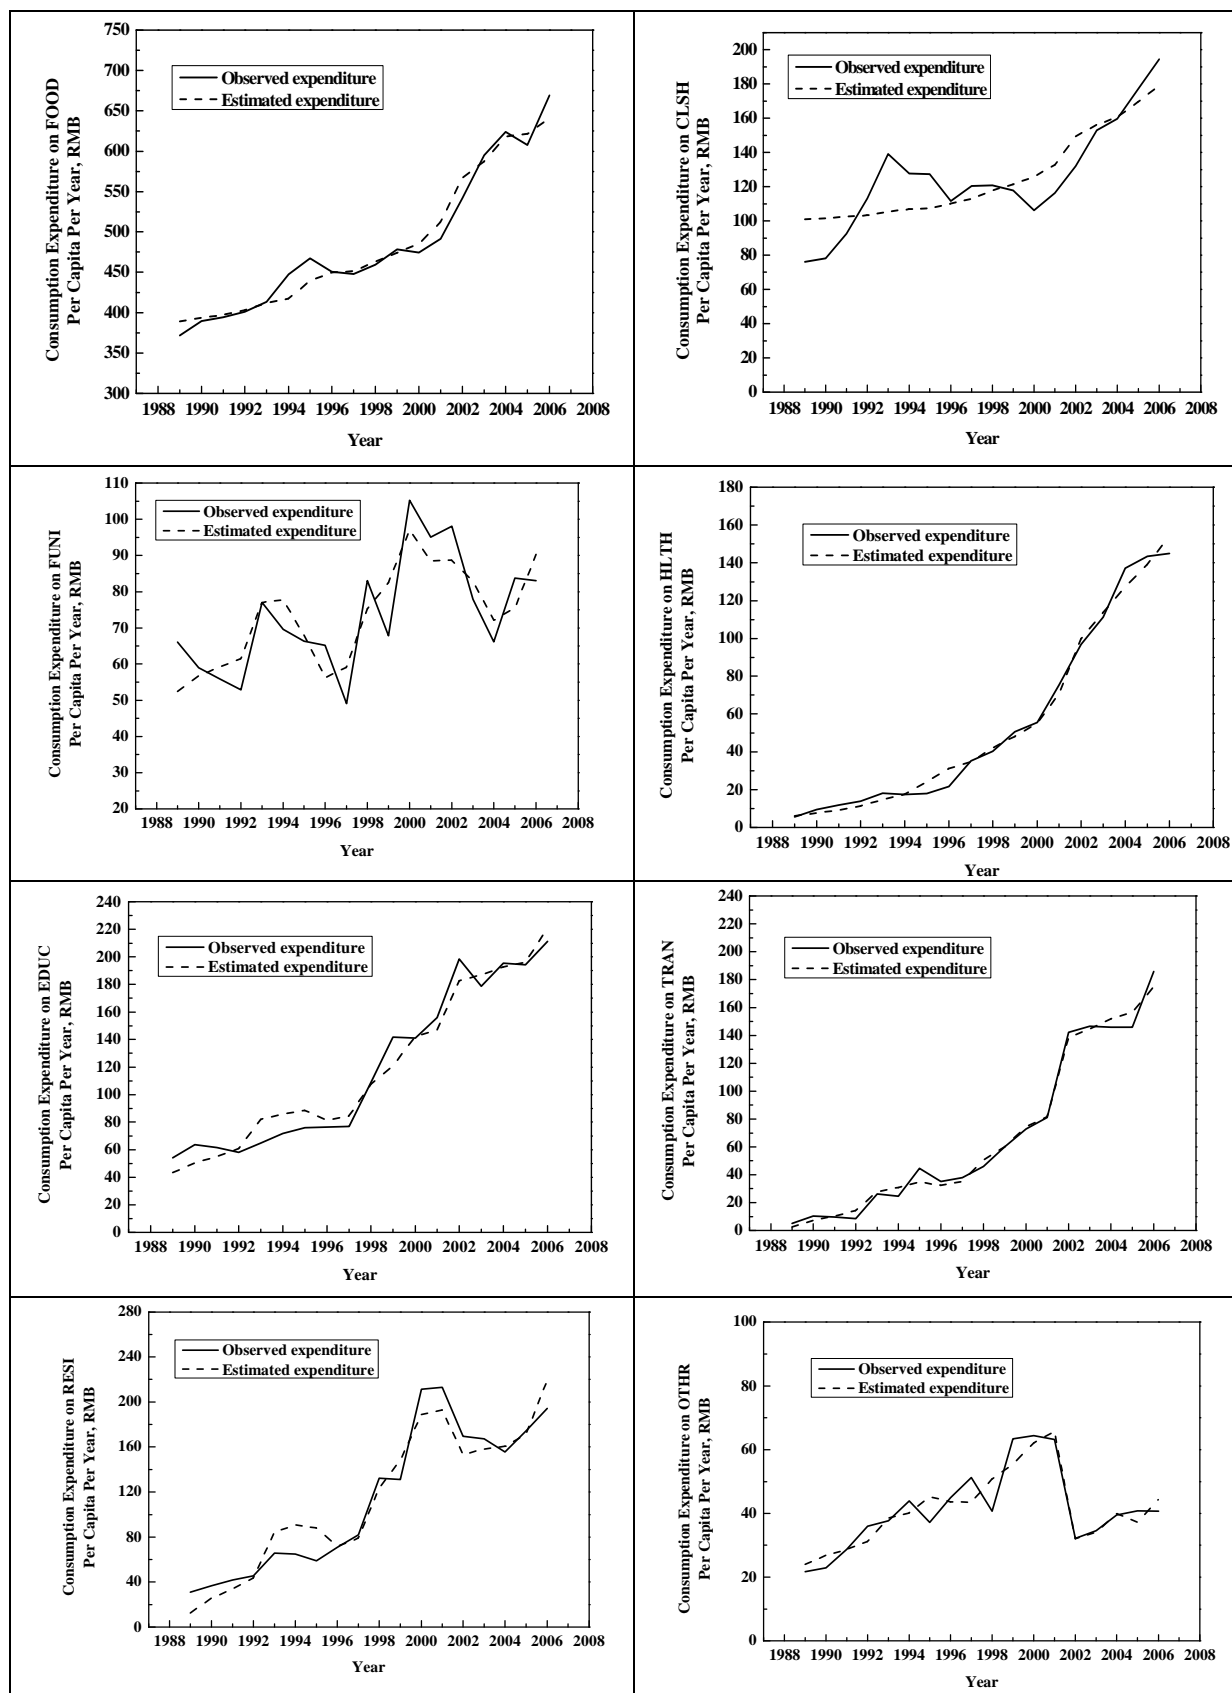 Consumption Expenditure on FOOD
Per Capita Per Year, RMB
750
700
650
600
550
500
450
400
350
300
Observed expenditure
Estimated expenditure
1988 1990 1992 1994 1996 1998 2000 2002 2004 2006 2008
Year
Consumption Expenditure on CLSH
Per Capita Per Year, RMB
200
180
160
140
120
100
80
60
40
20
0
Observed expenditure
Estimated expenditure
1988 1990 1992 1994 1996 1998 2000 2002 2004 2006 2008
Year
Consumption Expenditure on FUNI
Per Capita Per Year, RMB
110
100
90
80
70
60
50
40
30
20
Observed expenditure
Estimated expenditure
1988 1990 1992 1994 1996 1998 2000 2002 2004 2006 2008
Year
Consumption Expenditure on HLTH
Per Capita Per Year, RMB
180
160
140
120
100
80
60
40
20
0
Observed expenditure
Estimated expenditure
1988 1990 1992 1994 1996 1998 2000 2002 2004 2006 2008
Year
Consumption Expenditure on EDUC
Per Capita Per Year, RMB
240
220
200
180
160
140
120
100
80
60
40
20
0
Observed expenditure
Estimated expenditure
1988 1990 1992 1994 1996 1998 2000 2002 2004 2006 2008
Year
Consumption Expenditure on TRAN
Per Capita Per Year, RMB
240
220
200
180
160
140
120
100
80
60
40
20
0
Observed expenditure
Estimated expenditure
1988 1990 1992 1994 1996 1998 2000 2002 2004 2006 2008
Year
Consumption Expenditure on RESI
Per Capita Per Year, RMB
280
240
200
160
120
80
40
0
Observed expenditure
Estimated expenditure
1988 1990 1992 1994 1996 1998 2000 2002 2004 2006 2008
Year
Consumption Expenditure on OTHR
Per Capita Per Year, RMB
100
80
60
40
20
0
Observed expenditure
Estimated expenditure
1988 1990 1992 1994 1996 1998 2000 2002 2004 2006 2008
Year